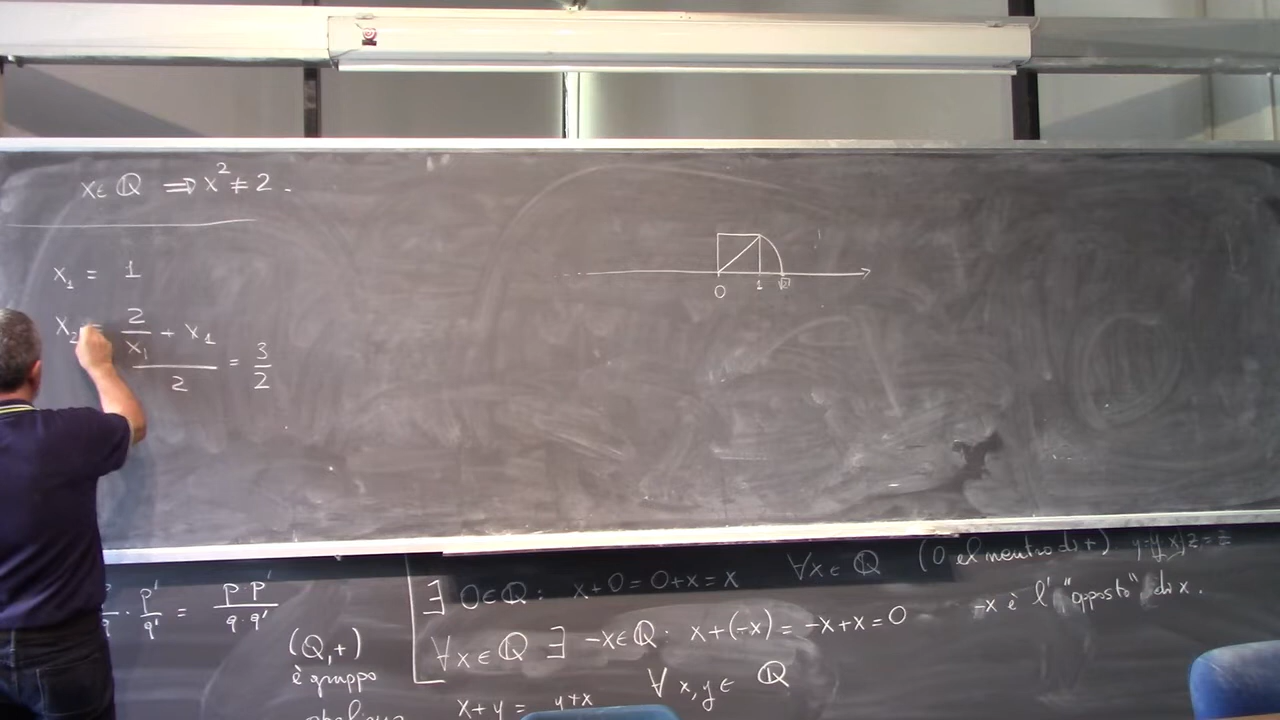 x ∈ ℚ ⇒ x² ≠ 2.
x₁ = 1
x₂ = (2/x₁ + x₁)/2 = 3/2
0 1 √2
p/q · p'/q' = p p'/q·q'
(Q,+)
è gruppo
∃ 0∈ℚ: x+0=0+x=x ∀x∈ℚ (0 el neutro di +)
∀x∈ℚ ∃ -x∈ℚ: x+(-x)=-x+x=0 -x è l' "opposto" di x.
x+y = y+x ∀ x,y∈ ℚ